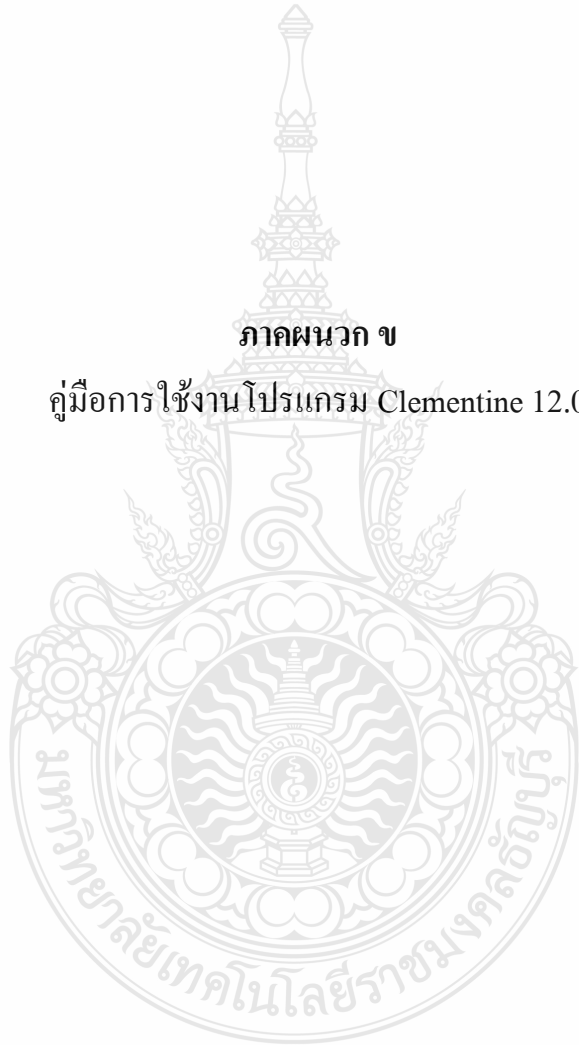 ภาคผนวก ข
คู่มือการใช้งานโปรแกรม Clementine 12.0
มหาวิทยาลัยเทคโนโลยีราชมงคลธัญบุรี